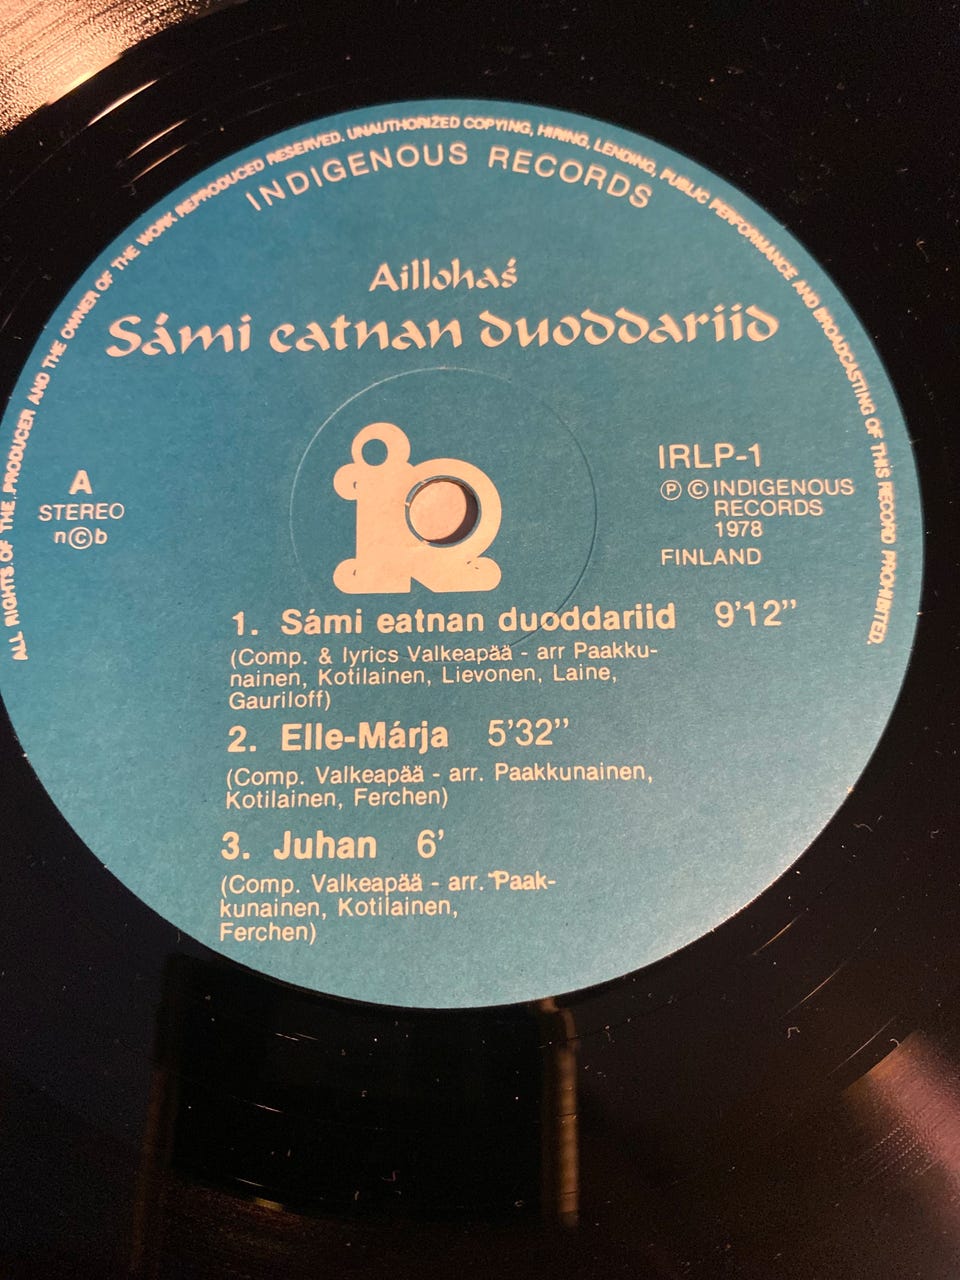 ALL RIGHTS OF THE PRODUCER AND THE OWNER OF THE WORK REPRODUCED RESERVED. UNAUTHORIZED COPYING, HIRING, LENDING, PUBLIC PERFORMANCE AND BROADCASTING OF THIS RECORD PROHIBITED.
INDIGENOUS RECORDS
Aillohaś
Sámi eatnan duoddariid
ir
A
STEREO
n©b
IRLP-1
Ⓟ © INDIGENOUS
RECORDS
1978
FINLAND
1. Sámi eatnan duoddariid 9'12"
(Comp. & lyrics Valkeapää - arr Paakku-
nainen, Kotilainen, Lievonen, Laine,
Gauriloff)
2. Elle-Márja 5'32"
(Comp. Valkeapää - arr. Paakkunainen,
Kotilainen, Ferchen)
3. Juhan 6'
(Comp. Valkeapää - arr. Paak-
kunainen, Kotilainen,
Ferchen)